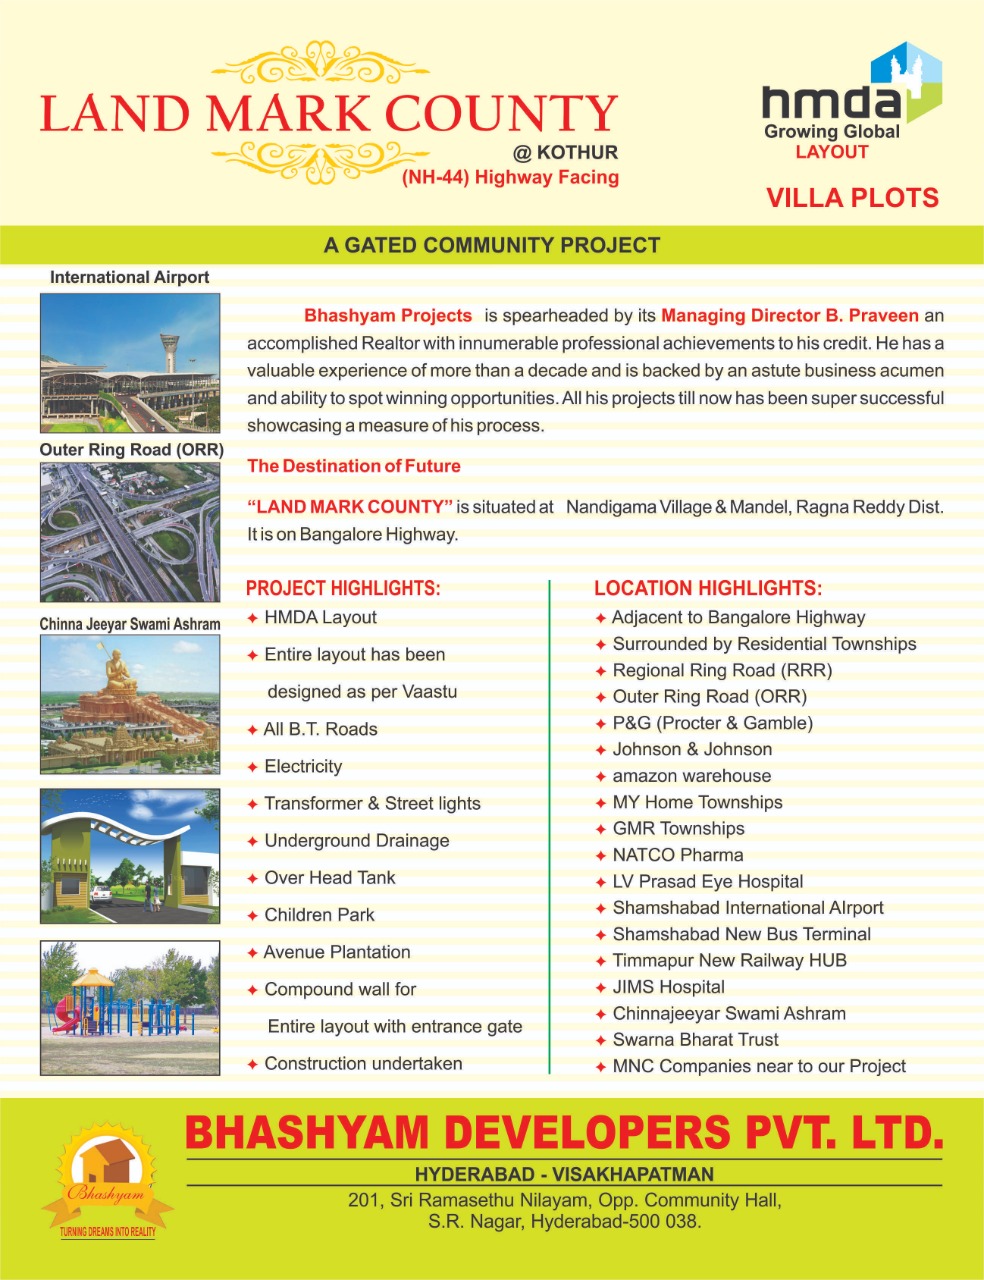 LAND MARK COUNTY
@ KOTHUR
(NH-44) Highway Facing
hmda
Growing Global
LAYOUT
VILLA PLOTS
A GATED COMMUNITY PROJECT
International Airport
Outer Ring Road (ORR)
Chinna Jeeyar Swami Ashram
Bhashyam Projects is spearheaded by its Managing Director B. Praveen an
accomplished Realtor with innumerable professional achievements to his credit. He has a
valuable experience of more than a decade and is backed by an astute business acumen
and ability to spot winning opportunities. All his projects till now has been super successful
showcasing a measure of his process.
The Destination of Future
“LAND MARK COUNTY” is situated at Nandigama Village & Mandel, Ragna Reddy Dist.
It is on Bangalore Highway.
PROJECT HIGHLIGHTS:
✦ HMDA Layout
✦ Entire layout has been
designed as per Vaastu
✦ All B.T. Roads
✦ Electricity
✦ Transformer & Street lights
✦ Underground Drainage
✦ Over Head Tank
✦ Children Park
✦ Avenue Plantation
✦ Compound wall for
Entire layout with entrance gate
✦ Construction undertaken
LOCATION HIGHLIGHTS:
✦ Adjacent to Bangalore Highway
✦ Surrounded by Residential Townships
✦ Regional Ring Road (RRR)
✦ Outer Ring Road (ORR)
✦ P&G (Procter & Gamble)
✦ Johnson & Johnson
✦ amazon warehouse
✦ MY Home Townships
✦ GMR Townships
✦ NATCO Pharma
✦ LV Prasad Eye Hospital
✦ Shamshabad International AIrport
✦ Shamshabad New Bus Terminal
✦ Timmapur New Railway HUB
✦ JIMS Hospital
✦ Chinnajeeyar Swami Ashram
✦ Swarna Bharat Trust
✦ MNC Companies near to our Project
Bhashyam
TURNING DREAMS INTO REALITY
BHASHYAM DEVELOPERS PVT. LTD.
HYDERABAD - VISAKHAPATMAN
201, Sri Ramasethu Nilayam, Opp. Community Hall,
S.R. Nagar, Hyderabad-500 038.